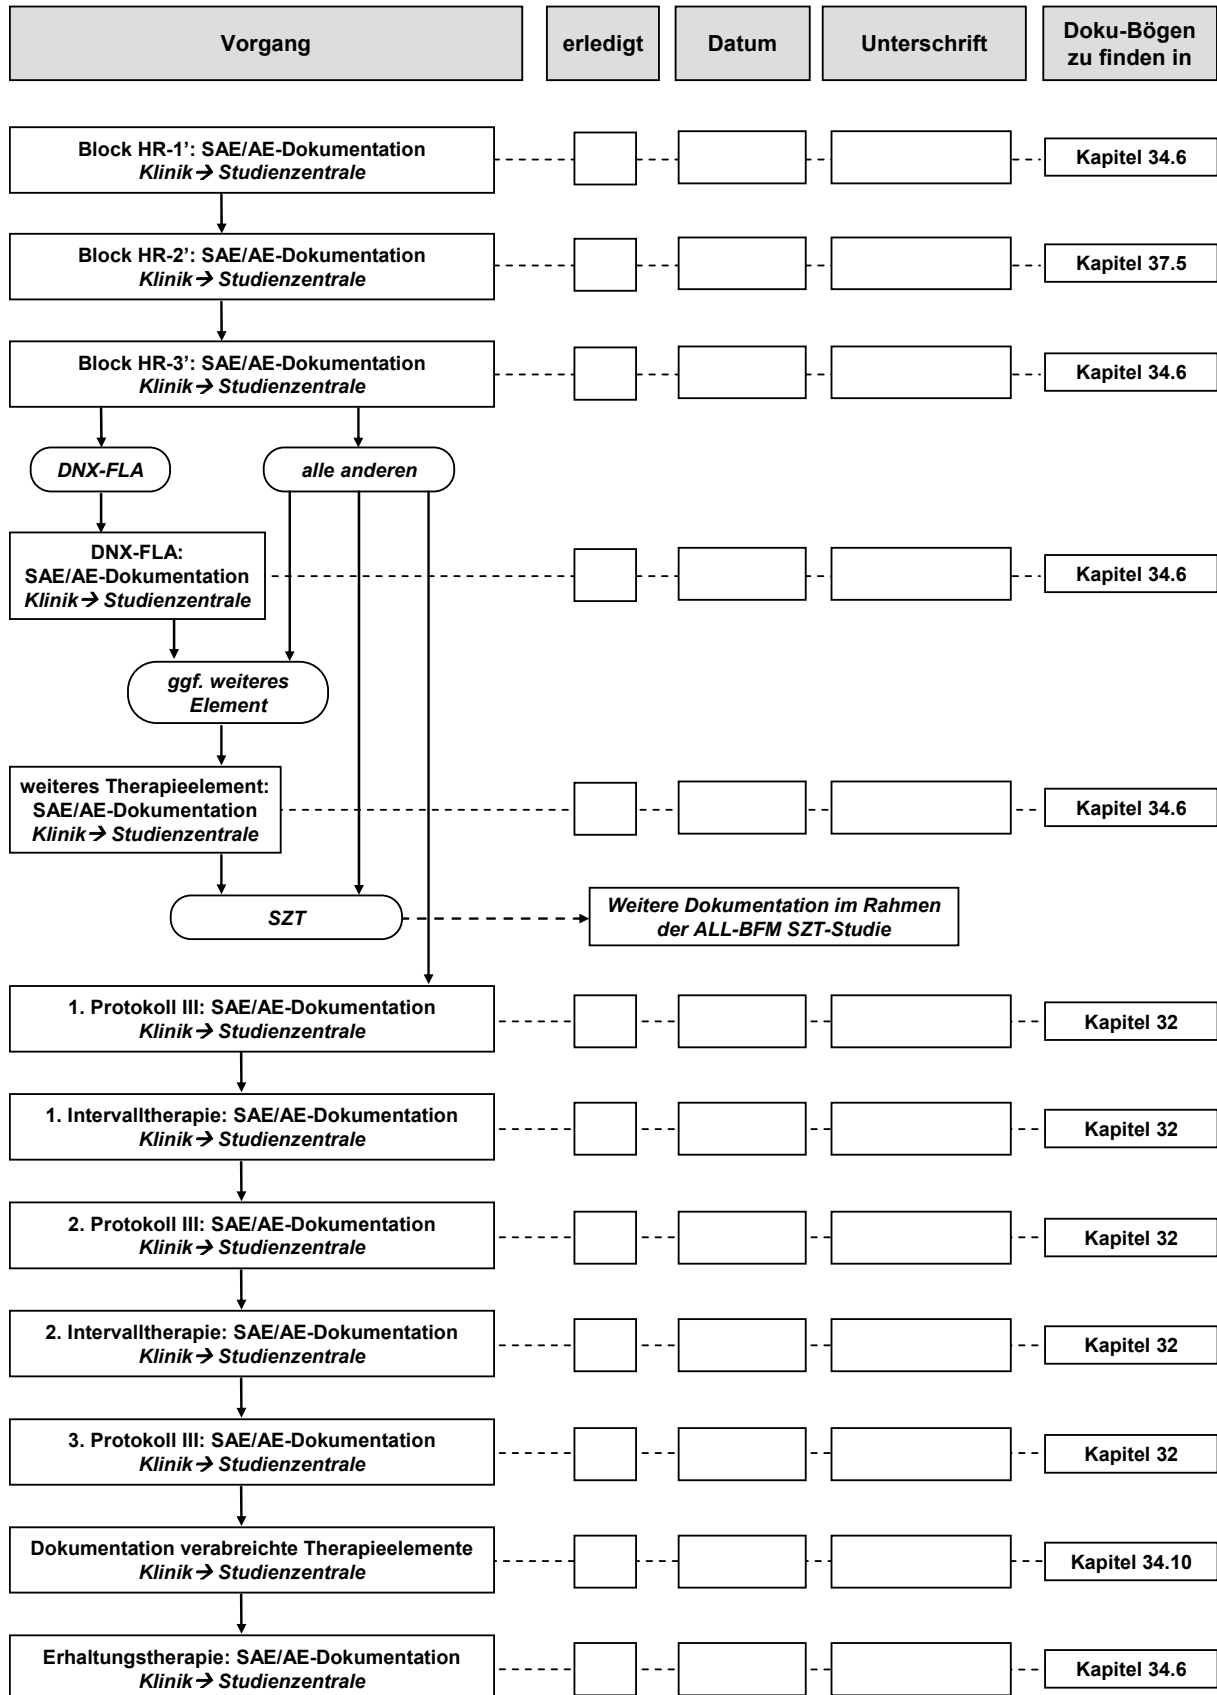 Vorgang
erledigt
Datum
Unterschrift
Doku-Bögen
zu finden in
Block HR-1’: SAE/AE-Dokumentation
Klinik→ Studienzentrale
Kapitel 34.6
Block HR-2’: SAE/AE-Dokumentation
Klinik→ Studienzentrale
Kapitel 37.5
Block HR-3’: SAE/AE-Dokumentation
Klinik→ Studienzentrale
Kapitel 34.6
DNX-FLA
alle anderen
DNX-FLA:
SAE/AE-Dokumentation
Klinik→ Studienzentrale
Kapitel 34.6
ggf. weiteres
Element
weiteres Therapieelement:
SAE/AE-Dokumentation
Klinik→ Studienzentrale
Kapitel 34.6
SZT
Weitere Dokumentation im Rahmen
der ALL-BFM SZT-Studie
1. Protokoll III: SAE/AE-Dokumentation
Klinik→ Studienzentrale
Kapitel 32
1. Intervalltherapie: SAE/AE-Dokumentation
Klinik→ Studienzentrale
Kapitel 32
2. Protokoll III: SAE/AE-Dokumentation
Klinik→ Studienzentrale
Kapitel 32
2. Intervalltherapie: SAE/AE-Dokumentation
Klinik→ Studienzentrale
Kapitel 32
3. Protokoll III: SAE/AE-Dokumentation
Klinik→ Studienzentrale
Kapitel 32
Dokumentation verabreichte Therapieelemente
Klinik→ Studienzentrale
Kapitel 34.10
Erhaltungstherapie: SAE/AE-Dokumentation
Klinik→ Studienzentrale
Kapitel 34.6